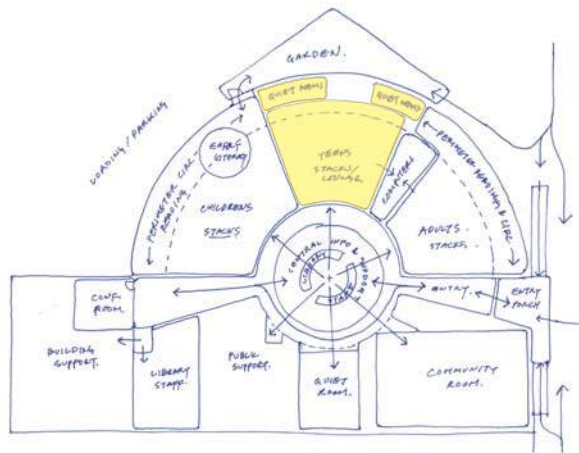 GARDEN.
QUIET MENS
QUIET
LOADING / PARKING
PERIMETER CIRC.
READING
EARLY
LITERACY
TEENS
STACKS/
LOUNGE
COMPUTERS
PERIMETER READING & CIRC
CHILDRENS
STACKS
ADULTS
STACKS
CENTRAL INFO &
LIBRARY
STAFF
CONF
ROOM
ENTRY
ENTRY
PORCH
BUILDING
SUPPORT.
LIBRARY
STAFF
PUBLIC
SUPPORT.
QUIET
ROOM.
COMMUNITY
ROOM.